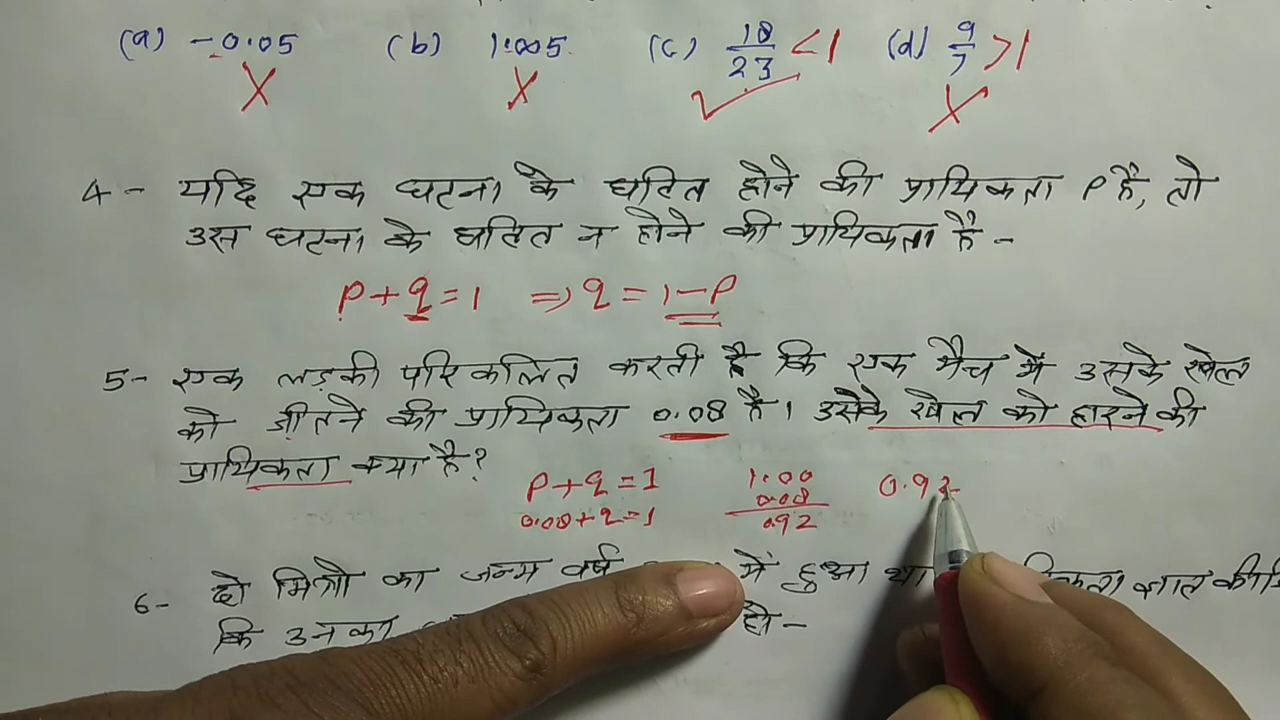 (a) -0.05 (b) 1.005 (c) 18/23 < 1 (d) 9/7 > 1
4- यदि एक घटना के घटित होने की प्रायिकता P है, तो
उस घटना के घटित न होने की प्रायिकता है -
P + q = 1 ⇒ q = 1 - P
5- एक लड़की परिकलित करती है कि एक मैच में उसके खेल
को जीतने की प्रायिकता 0.08 है। उसके खेल को हारने की
प्रायिकता क्या है?
P + q = 1 1.00 0.92
0.08 + q = 1 0.08
0.92
6- दो मित्रो का जन्म वर्ष में हुआ था ज्ञात
कि उनका हो -